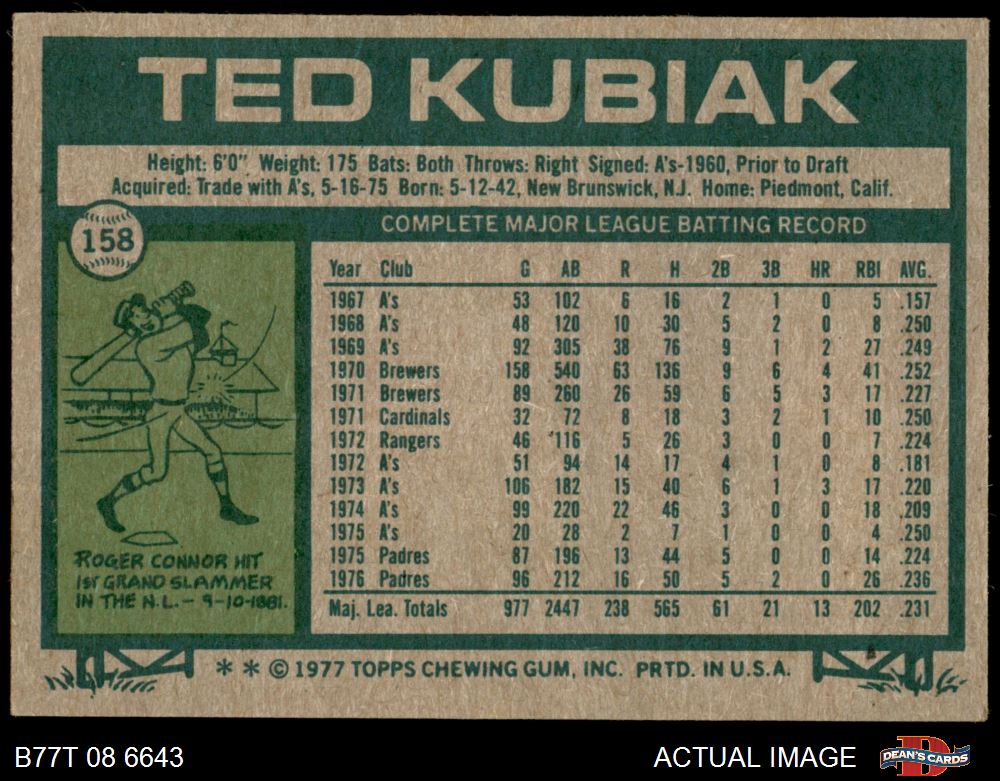 TED KUBIAK
Height: 6'0" Weight: 175 Bats: Both Throws: Right Signed: A's-1960, Prior to Draft
Acquired: Trade with A's, 5-16-75 Born: 5-12-42, New Brunswick, N.J. Home: Piedmont, Calif.
158
COMPLETE MAJOR LEAGUE BATTING RECORD
Year Club G AB R H 2B 3B HR RBI AVG.
1967 A's 53 102 6 16 2 1 0 5 .157
1968 A's 48 120 10 30 5 2 0 8 .250
1969 A's 92 305 38 76 9 1 2 27 .249
1970 Brewers 158 540 63 136 9 6 4 41 .252
1971 Brewers 89 260 26 59 6 5 3 17 .227
1971 Cardinals 32 72 8 18 3 2 1 10 .250
1972 Rangers 46 116 5 26 3 0 0 7 .224
1972 A's 51 94 14 17 4 1 0 8 .181
1973 A's 106 182 15 40 6 1 3 17 .220
1974 A's 99 220 22 46 3 0 0 18 .209
1975 A's 20 28 2 7 1 0 0 4 .250
1975 Padres 87 196 13 44 5 0 0 14 .224
1976 Padres 96 212 16 50 5 2 0 26 .236
Maj. Lea. Totals 977 2447 238 565 61 21 13 202 .231
ROGER CONNOR HIT
1ST GRAND SLAMMER
IN THE N.L. – 9-10-1881.
* * © 1977 TOPPS CHEWING GUM, INC. PRTD. IN U.S.A.
B77T 08 6643
ACTUAL IMAGE
DEAN'S CARDS